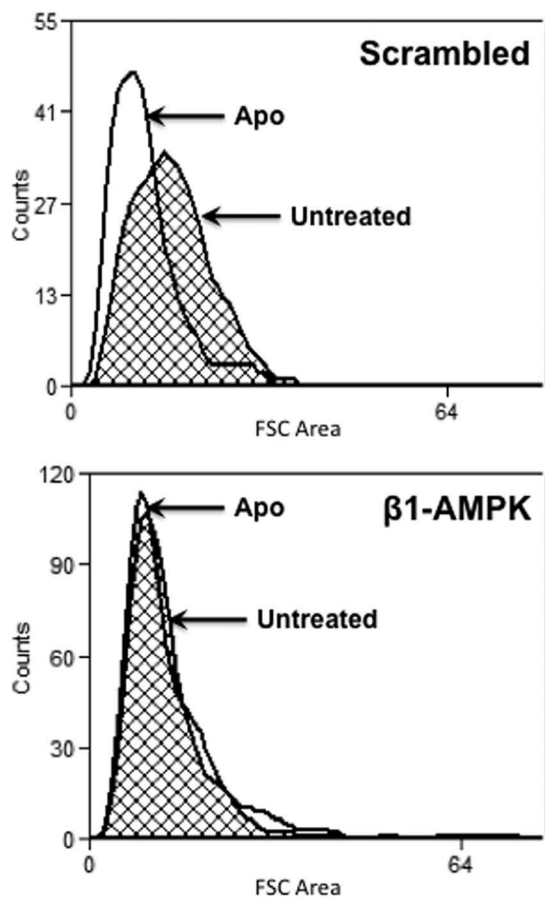 55
Scrambled
41
Apo
Counts
27
Untreated
13
0
0
64
FSC Area
120
β1-AMPK
Apo
90
Untreated
Counts
60
30
0
0
64
FSC Area